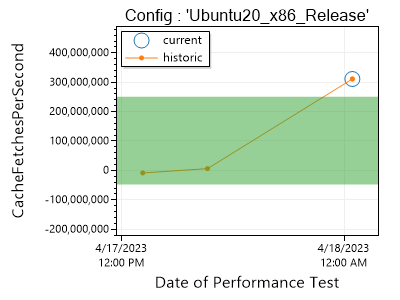 Config : 'Ubuntu20_x86_Release'
current
historic
400,000,000
300,000,000
200,000,000
100,000,000
0
-100,000,000
-200,000,000
CacheFetchesPerSecond
4/17/2023
12:00 PM
4/18/2023
12:00 AM
Date of Performance Test